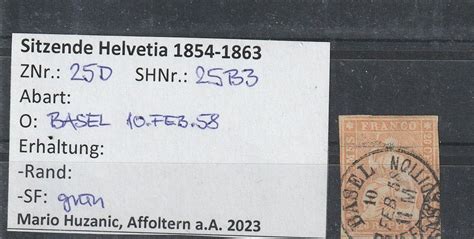 Sitzende Helvetia 1854-1863
ZNr.: 25D SHNr.: 25B3
Abart:
O: BASEL 10.FEB.58
Erhaltung:
-Rand:
-SF: grün
Mario Huzanic, Affoltern a.A. 2023
FRANCO
BASEL
10
FEB 58